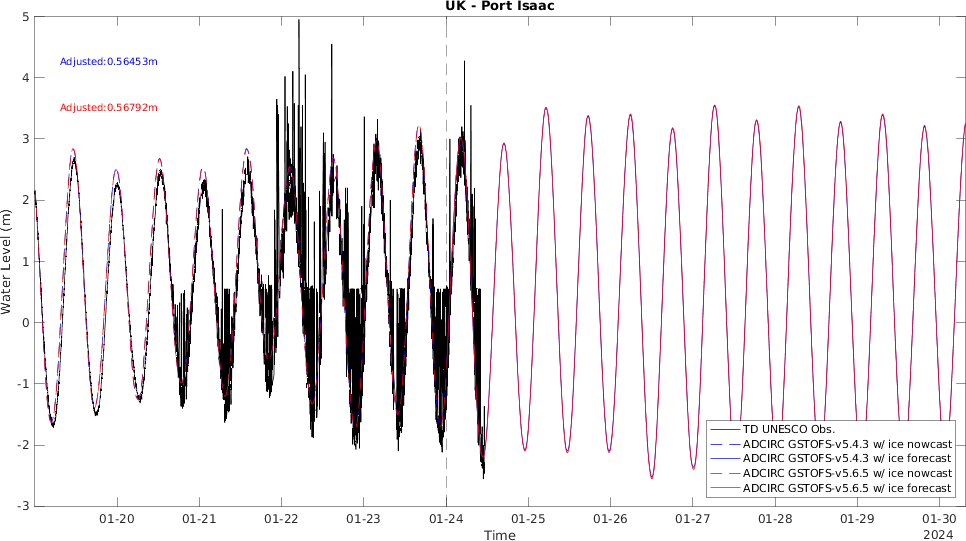 UK - Port Isaac
5
4
3
2
1
0
-1
-2
-3
Water Level (m)
Adjusted:0.56453m
Adjusted:0.56792m
TD UNESCO Obs.
ADCIRC GSTOFS-v5.4.3 w/ ice nowcast
ADCIRC GSTOFS-v5.4.3 w/ ice forecast
ADCIRC GSTOFS-v5.6.5 w/ ice nowcast
ADCIRC GSTOFS-v5.6.5 w/ ice forecast
01-20 01-21 01-22 01-23 01-24 01-25 01-26 01-27 01-28 01-29 01-30
Time 2024